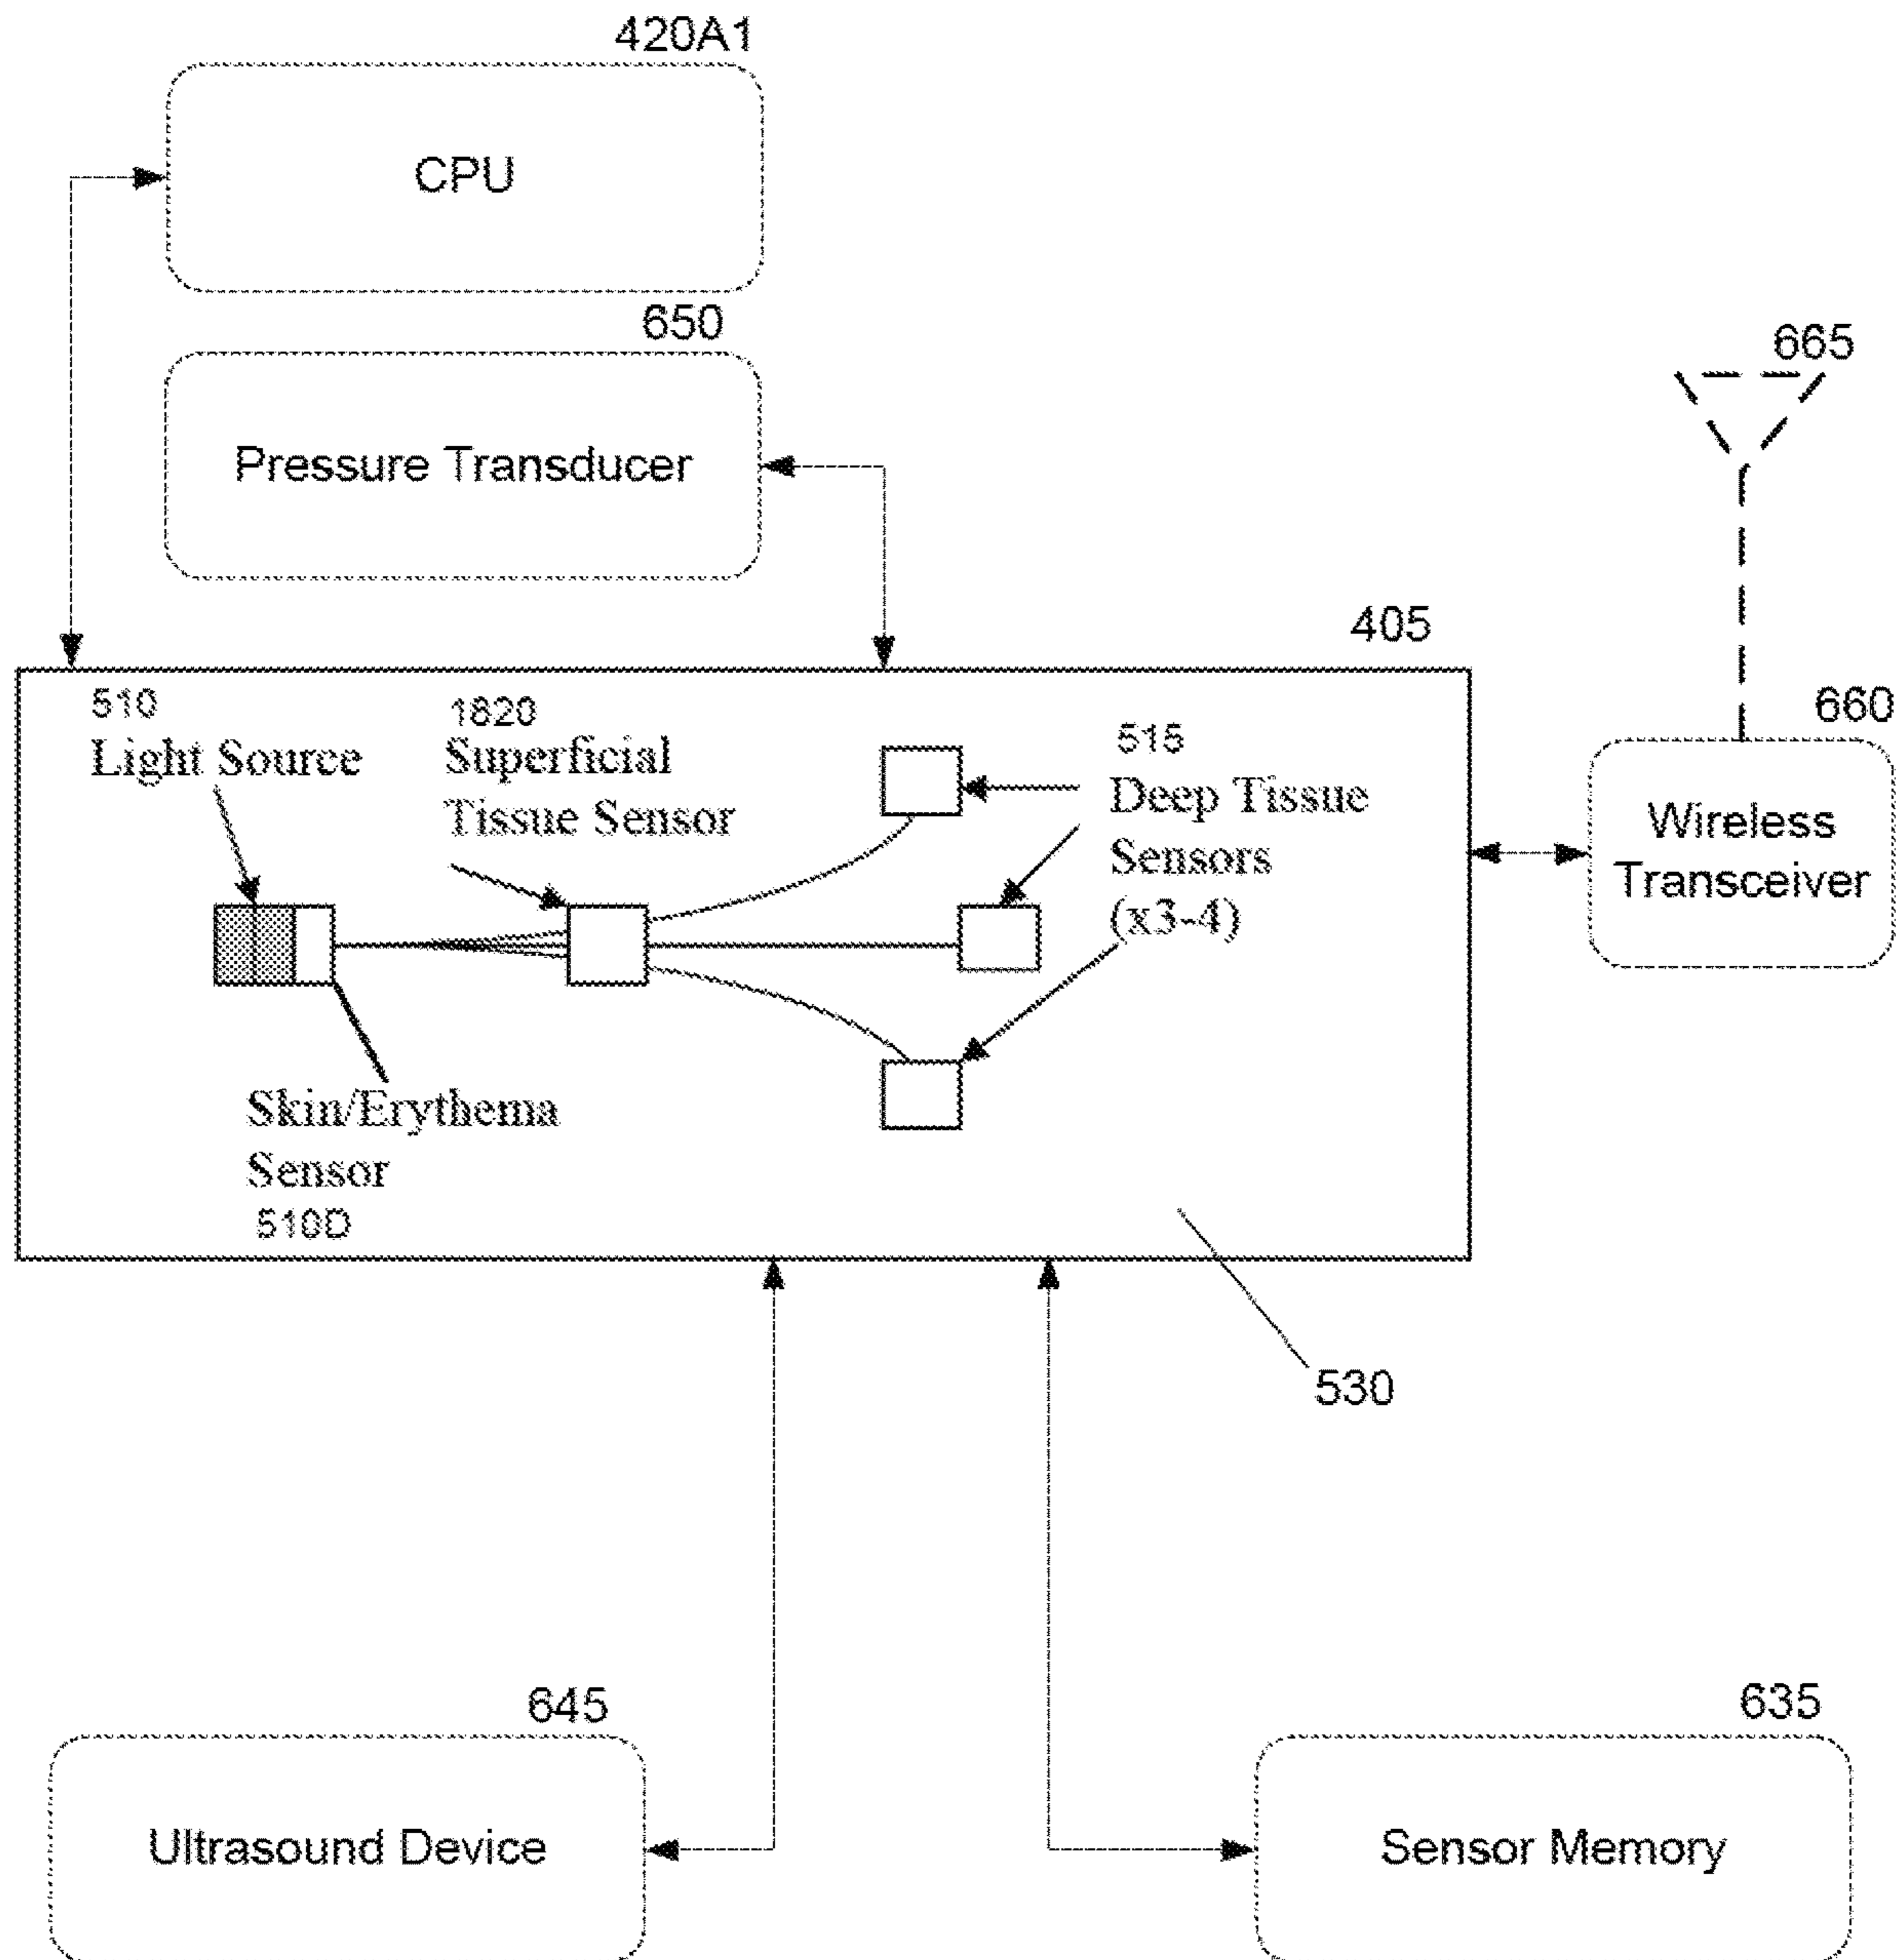 420A1
CPU
650
Pressure Transducer
665
405
660
Wireless
Transceiver
510
Light Source
1820
Superficial
Tissue Sensor
515
Deep Tissue
Sensors
(x3-4)
Skin/Erythema
Sensor
510D
530
645
Ultrasound Device
635
Sensor Memory